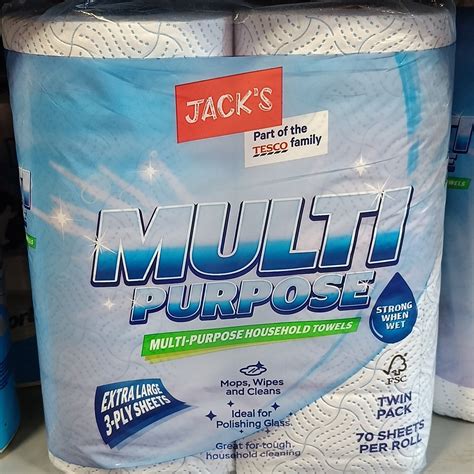 JACK'S
Part of the
TESCO family
MULTI
PURPOSE
MULTI-PURPOSE HOUSEHOLD TOWELS
STRONG
WHEN
WET
EXTRA LARGE
3-PLY SHEETS
Mops, Wipes
and Cleans
Ideal for
Polishing Glass
Great for tough
household cleaning
FSC
TWIN
PACK
70 SHEETS
PER ROLL